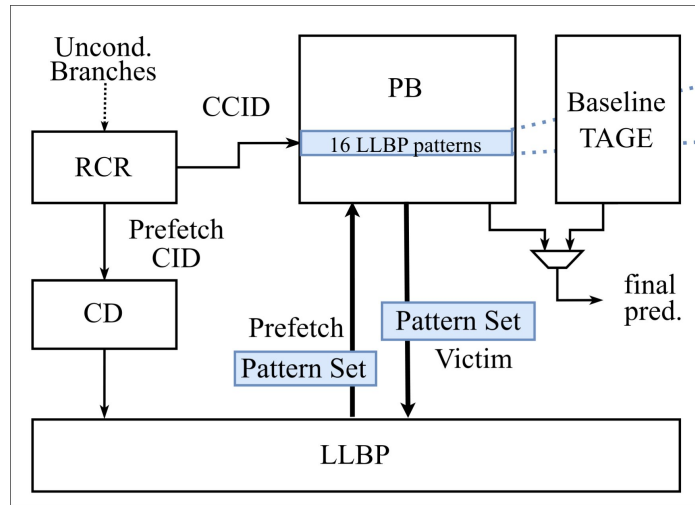 Uncond.
Branches
RCR
CCID
PB
16 LLBP patterns
Baseline
TAGE
Prefetch
CID
CD
Prefetch
Pattern Set
Pattern Set
Victim
final
pred.
LLBP